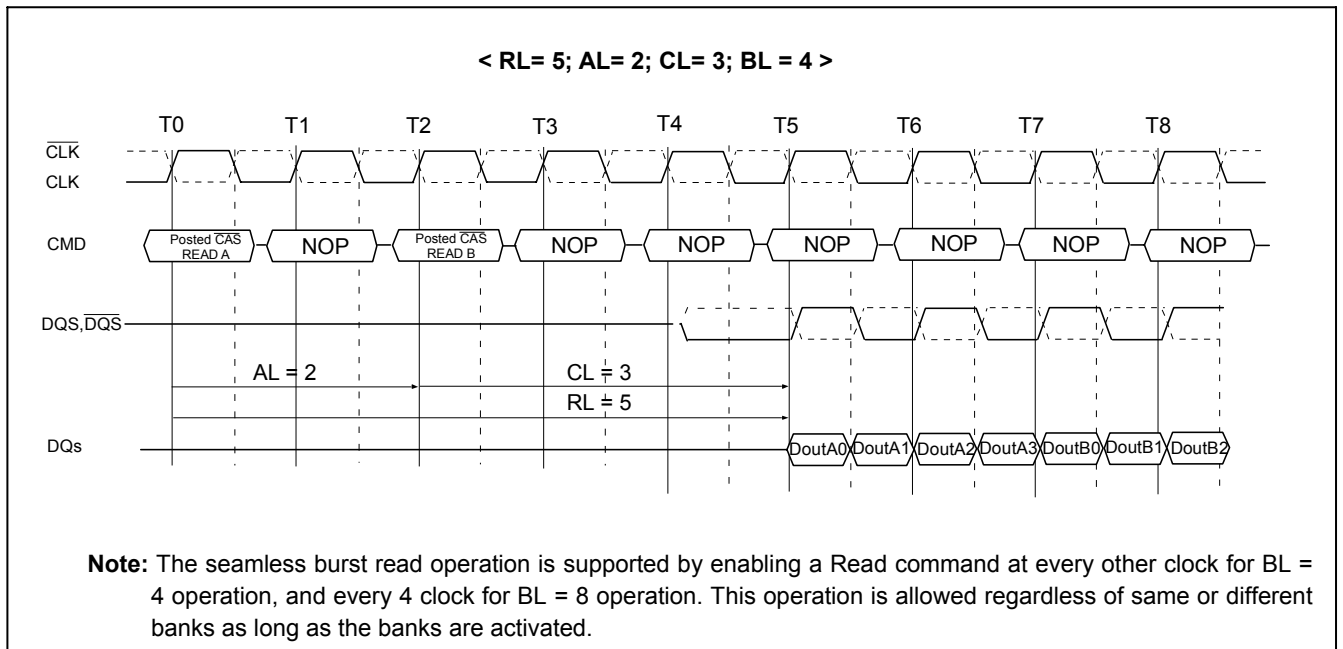 < RL= 5; AL= 2; CL= 3; BL = 4 >
T0 T1 T2 T3 T4 T5 T6 T7 T8
CLK
CLK
CMD
Posted CAS
READ A
NOP
Posted CAS
READ B
NOP
NOP
NOP
NOP
NOP
NOP
DQS,DQS
AL = 2
CL = 3
RL = 5
DQs
DoutA0 DoutA1 DoutA2 DoutA3 DoutB0 DoutB1 DoutB2
Note: The seamless burst read operation is supported by enabling a Read command at every other clock for BL =
4 operation, and every 4 clock for BL = 8 operation. This operation is allowed regardless of same or different
banks as long as the banks are activated.